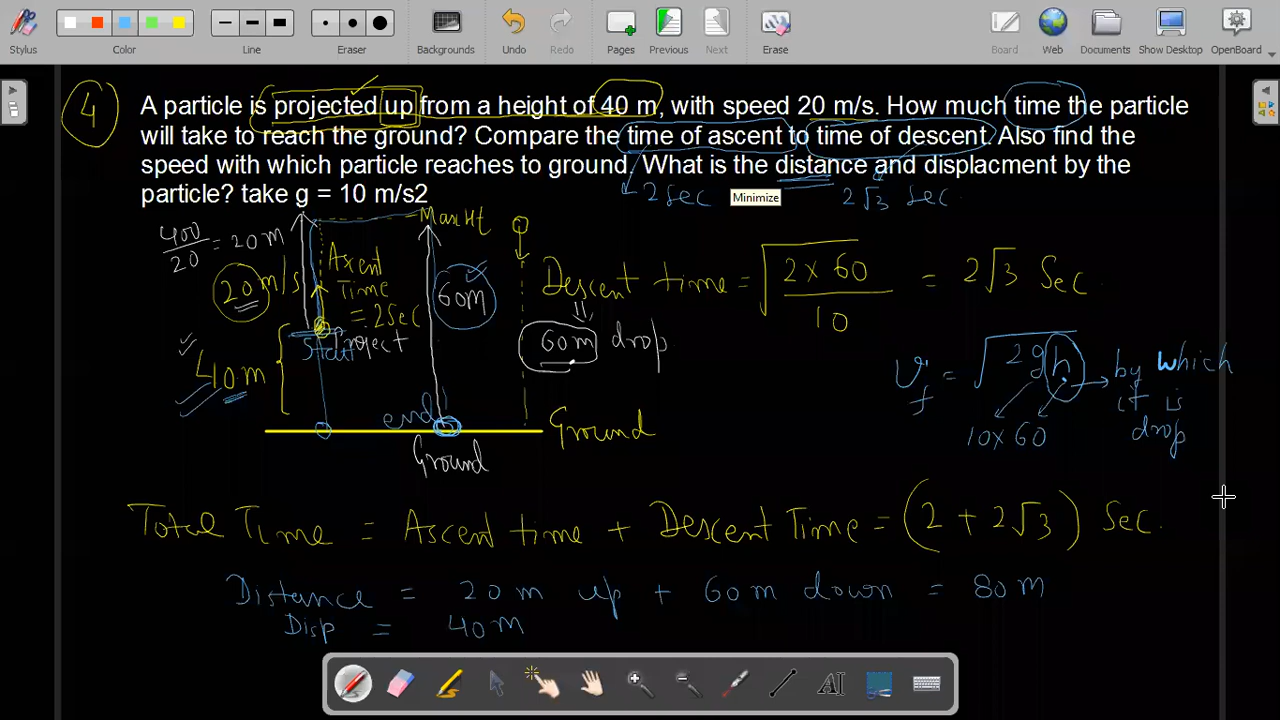 Stylus Color Line Eraser Backgrounds Undo Redo Pages Previous Next Erase Board Web Documents Show Desktop OpenBoard
4
A particle is projected up from a height of 40 m, with speed 20 m/s. How much time the particle
will take to reach the ground? Compare the time of ascent to time of descent. Also find the
speed with which particle reaches to ground. What is the distance and displacment by the
particle? take g = 10 m/s2
2 Sec
Minimize
2√3 Sec
400/20 = 20 m
Max Ht
20 m/s
Axent
Time
= 2 Sec
Project
Start
40 m
60M
end
Ground
Ground
Descent time = √(2 × 60 / 10) = 2√3 Sec
60 m drop
Vf = √2gh
10 × 60
by which
it is
drop
Total Time = Ascent time + Descent Time = (2 + 2√3) Sec.
Distance = 20 m up + 60 m down = 80 M
Disp = 40 M